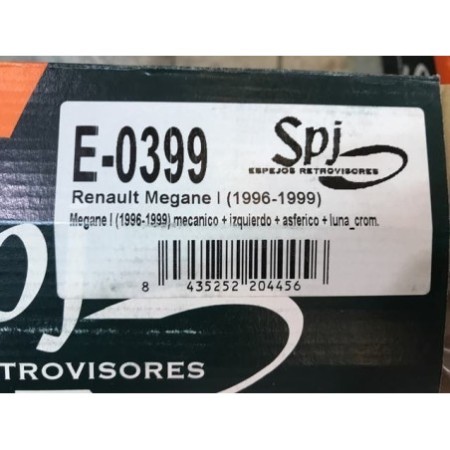 E-0399
Spj
ESPEJOS RETROVISORES
Renault Megane I (1996-1999)
Megane I (1996-1999) mecanico + izquierdo + asferico + luna_crom.
8 435252 204456
pj
TROVISORES